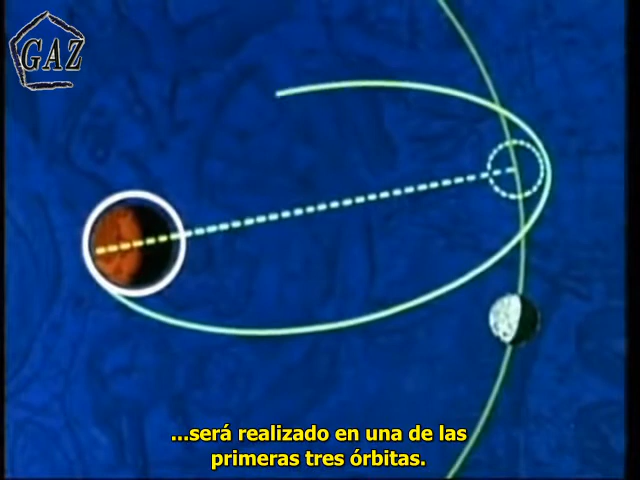 GAZ
...será realizado en una de las
primeras tres órbitas.